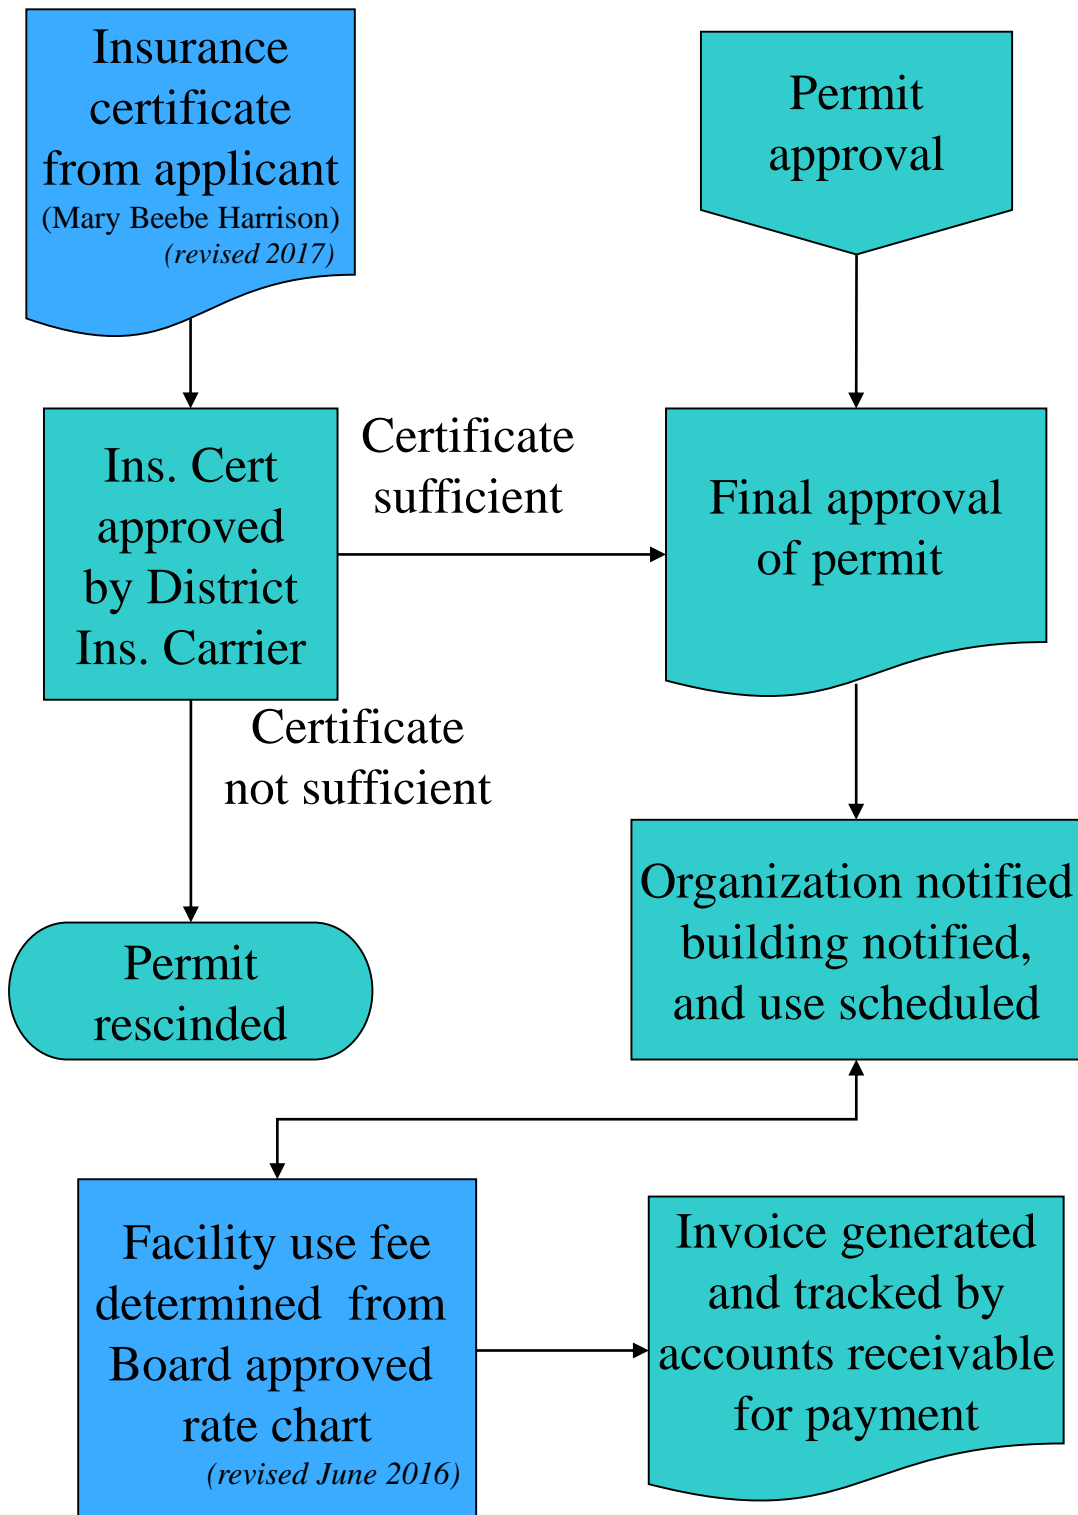 Insurance
certificate
from applicant
(Mary Beebe Harrison)
(revised 2017)
Permit
approval
Ins. Cert
approved
by District
Ins. Carrier
Certificate
sufficient
Final approval
of permit
Certificate
not sufficient
Permit
rescinded
Organization notified
building notified,
and use scheduled
Facility use fee
determined  from
Board approved
rate chart
(revised June 2016)
Invoice generated
and tracked by
accounts receivable
for payment